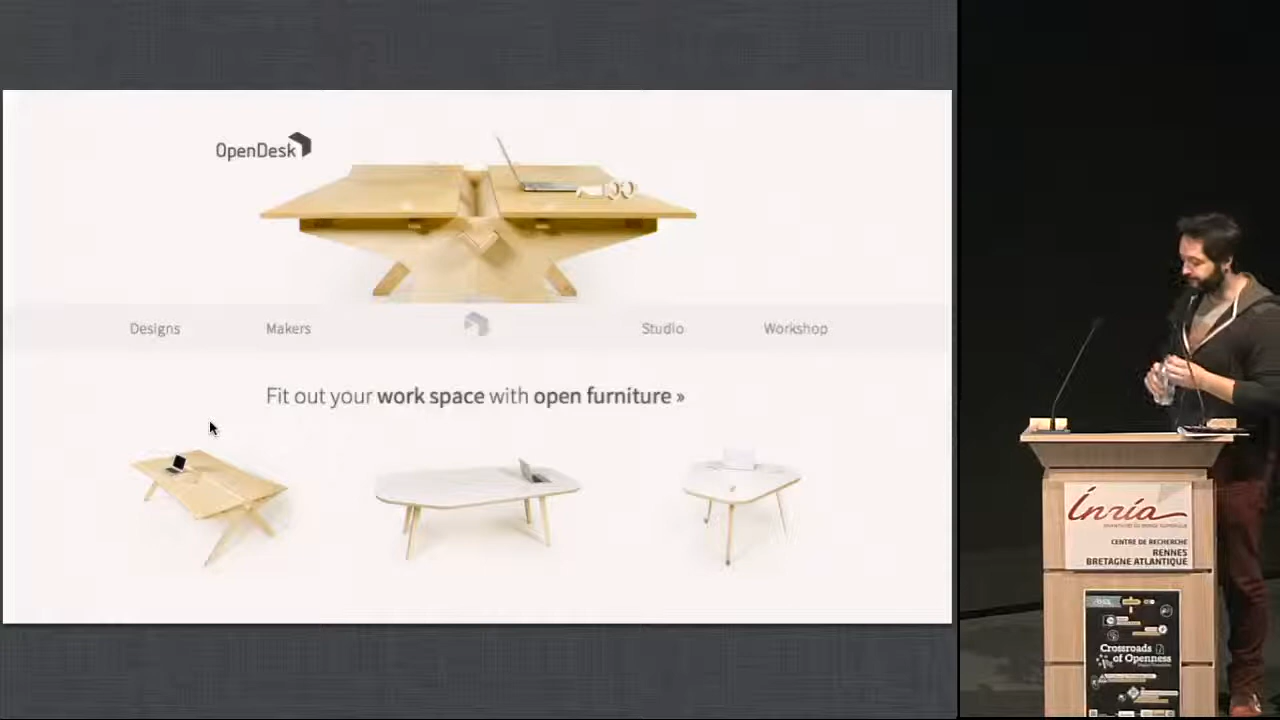 OpenDesk
Designs
Makers
Studio
Workshop
Fit out your work space with open furniture »
Inria
CENTRE DE RECHERCHE
RENNES
BRETAGNE ATLANTIQUE
Crossroads
of Openness